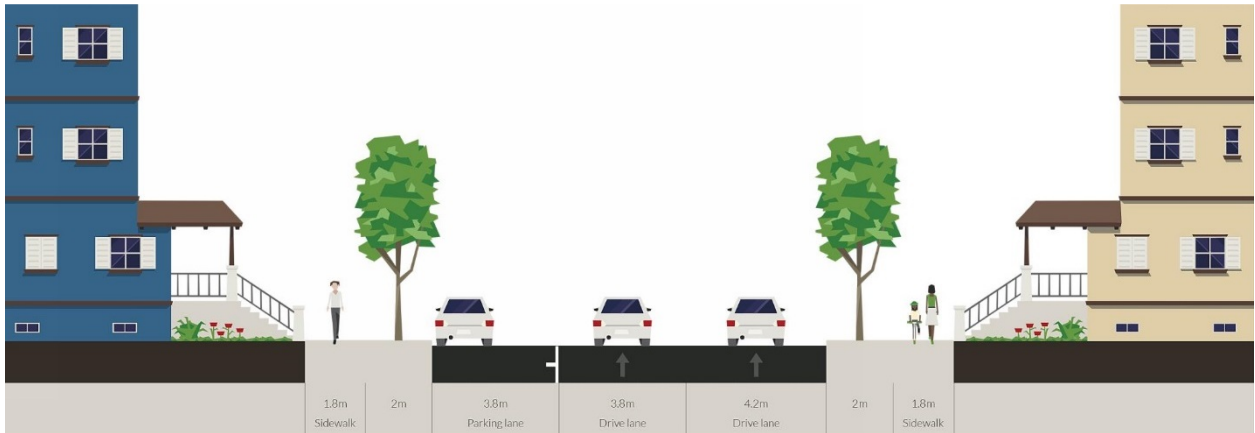 1.8m
Sidewalk
2m
3.8m
Parking lane
3.8m
Drive lane
4.2m
Drive lane
2m
1.8m
Sidewalk